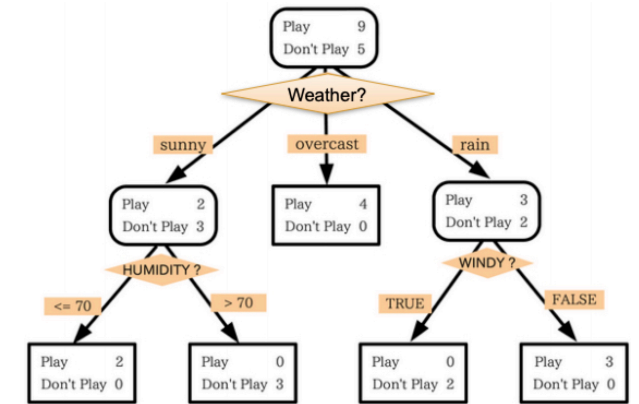 Play 9
Don't Play 5
Weather?
sunny
overcast
rain
Play 2
Don't Play 3
Play 4
Don't Play 0
Play 3
Don't Play 2
HUMIDITY ?
WINDY ?
<= 70
> 70
TRUE
FALSE
Play 2
Don't Play 0
Play 0
Don't Play 3
Play 0
Don't Play 2
Play 3
Don't Play 0